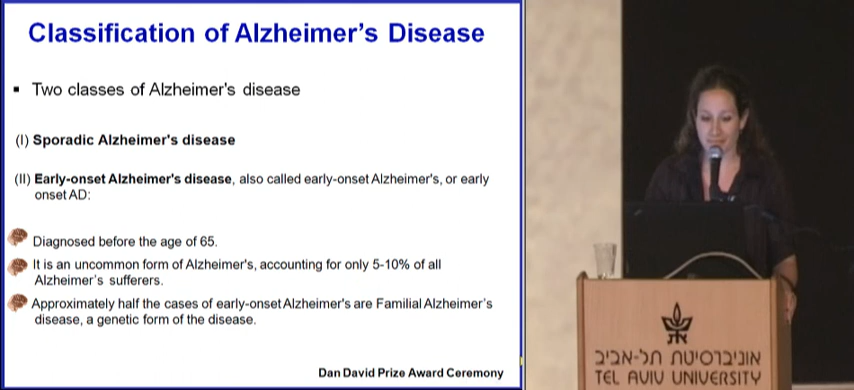 Classification of Alzheimer's Disease
Two classes of Alzheimer's disease
(I) Sporadic Alzheimer's disease
(II) Early-onset Alzheimer's disease, also called early-onset Alzheimer's, or early
onset AD:
Diagnosed before the age of 65.
It is an uncommon form of Alzheimer's, accounting for only 5-10% of all
Alzheimer's sufferers.
Approximately half the cases of early-onset Alzheimer's are Familial Alzheimer's
disease, a genetic form of the disease.
Dan David Prize Award Ceremony
אוניברסיטת תל-אביב
TEL AVIV UNIVERSITY